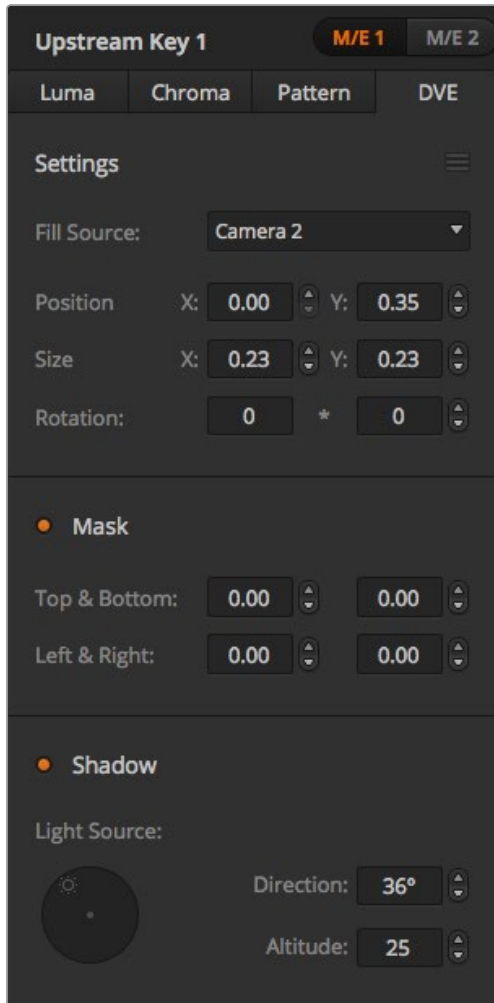 Upstream Key 1 M/E 1 M/E 2
Luma Chroma Pattern DVE
Settings
Fill Source: Camera 2
Position X: 0.00 Y: 0.35
Size X: 0.23 Y: 0.23
Rotation: 0 * 0
Mask
Top & Bottom: 0.00 0.00
Left & Right: 0.00 0.00
Shadow
Light Source:
Direction: 36°
Altitude: 25